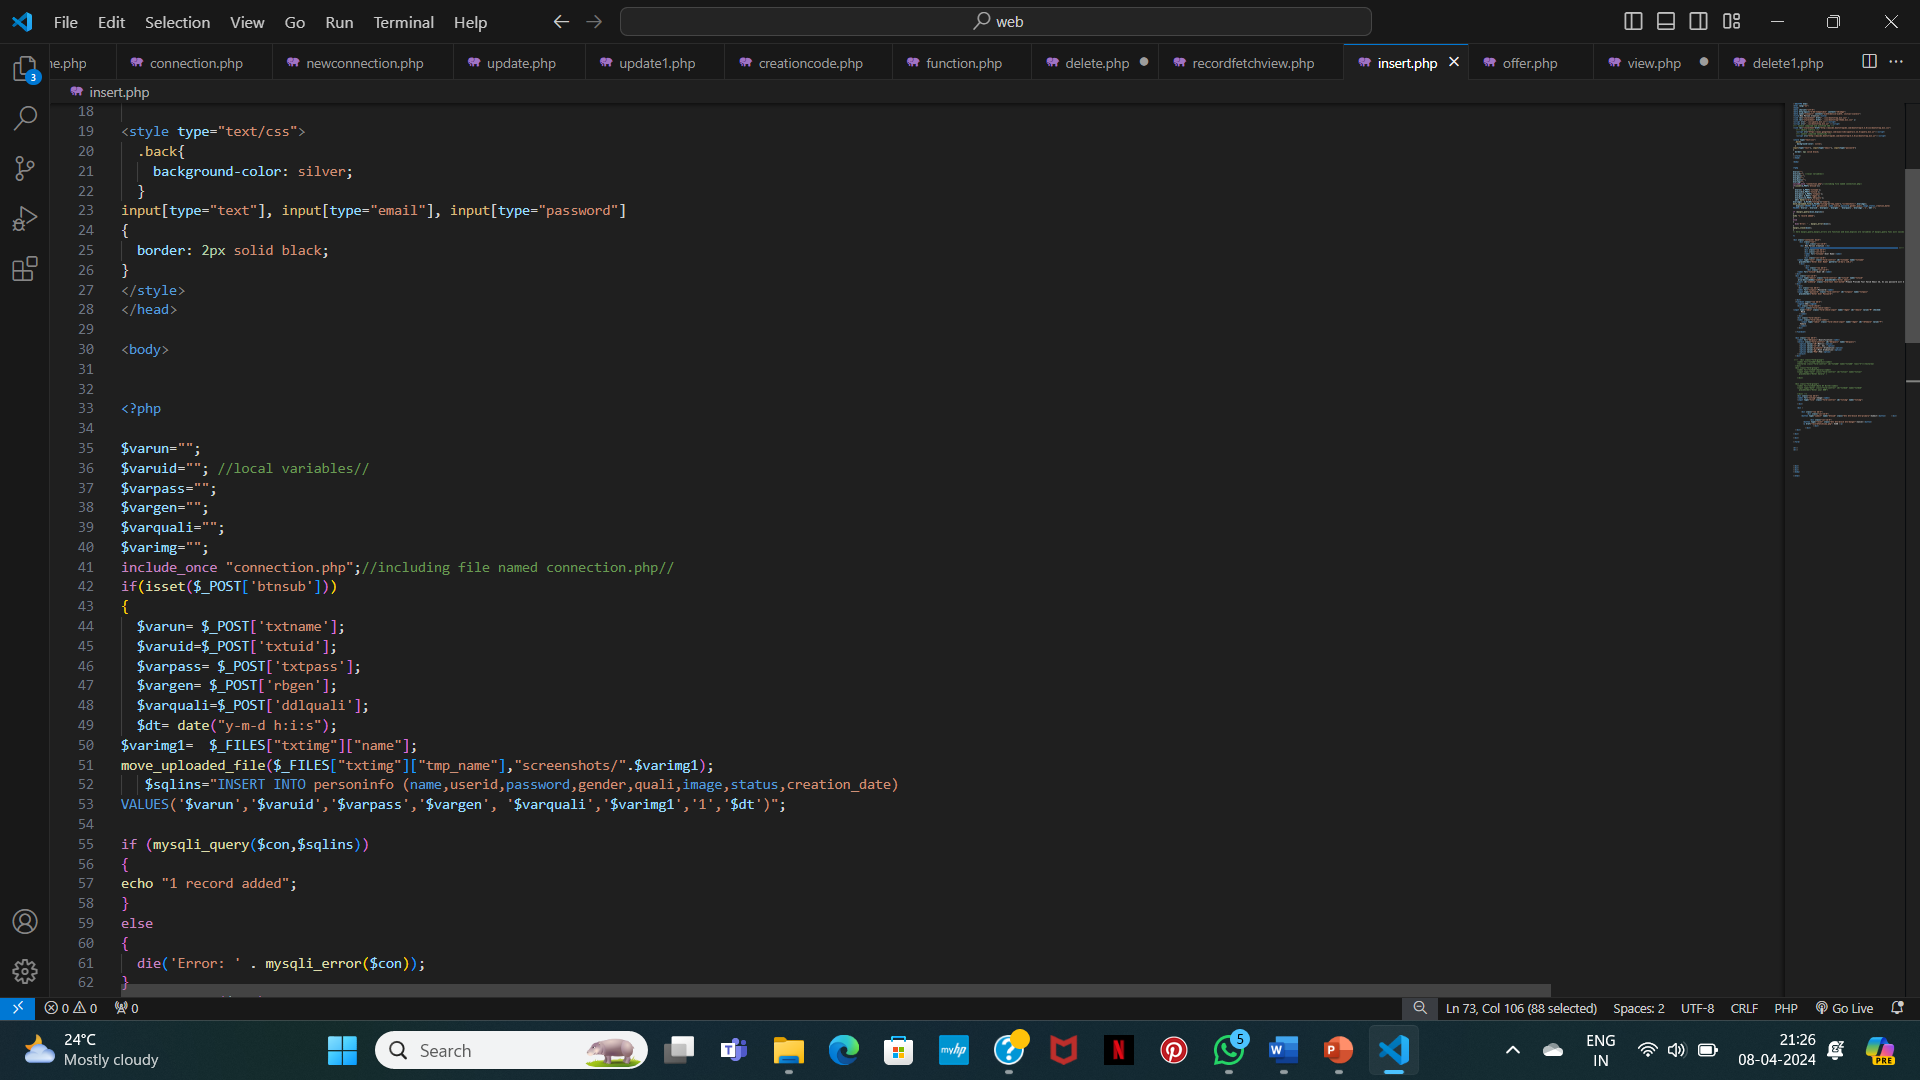 File Edit Selection View Go Run Terminal Help web
ne.php connection.php newconnection.php update.php update1.php creationcode.php function.php delete.php recordfetchview.php insert.php offer.php view.php delete1.php
3
insert.php
18
19 <style type="text/css">
20 .back{
21 background-color: silver;
22 }
23 input[type="text"], input[type="email"], input[type="password"]
24 {
25 border: 2px solid black;
26 }
27 </style>
28 </head>
29
30 <body>
31
32
33 <?php
34
35 $varun="";
36 $varuid=""; //local variables//
37 $varpass="";
38 $vargen="";
39 $varquali="";
40 $varimg="";
41 include_once "connection.php";//including file named connection.php//
42 if(isset($_POST['btnsub']))
43 {
44 $varun= $_POST['txtname'];
45 $varuid=$_POST['txtuid'];
46 $varpass= $_POST['txtpass'];
47 $vargen= $_POST['rbgen'];
48 $varquali=$_POST['ddlquali'];
49 $dt= date("y-m-d h:i:s");
50 $varimg1=  $_FILES["txtimg"]["name"];
51 move_uploaded_file($_FILES["txtimg"]["tmp_name"],"screenshots/".$varimg1);
52 $sqlins="INSERT INTO personinfo (name,userid,password,gender,quali,image,status,creation_date)
53 VALUES('$varun','$varuid','$varpass','$vargen', '$varquali','$varimg1','1','$dt')";
54
55 if (mysqli_query($con,$sqlins))
56 {
57 echo "1 record added";
58 }
59 else
60 {
61 die('Error: ' . mysqli_error($con));
62 }
0 0 0 Ln 73, Col 106 (88 selected) Spaces: 2 UTF-8 CRLF PHP Go Live
24°C
Mostly cloudy
Search
myhp
5
ENG
IN
21:26
08-04-2024
PRE